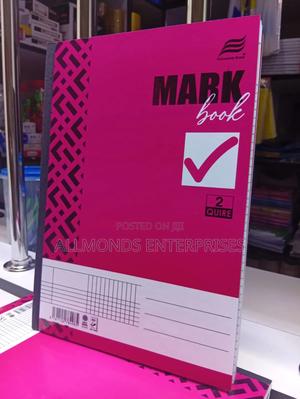 MARK
book
2
QUIRE
POSTED ON JIJI
ALLMONDS ENTERPRISES